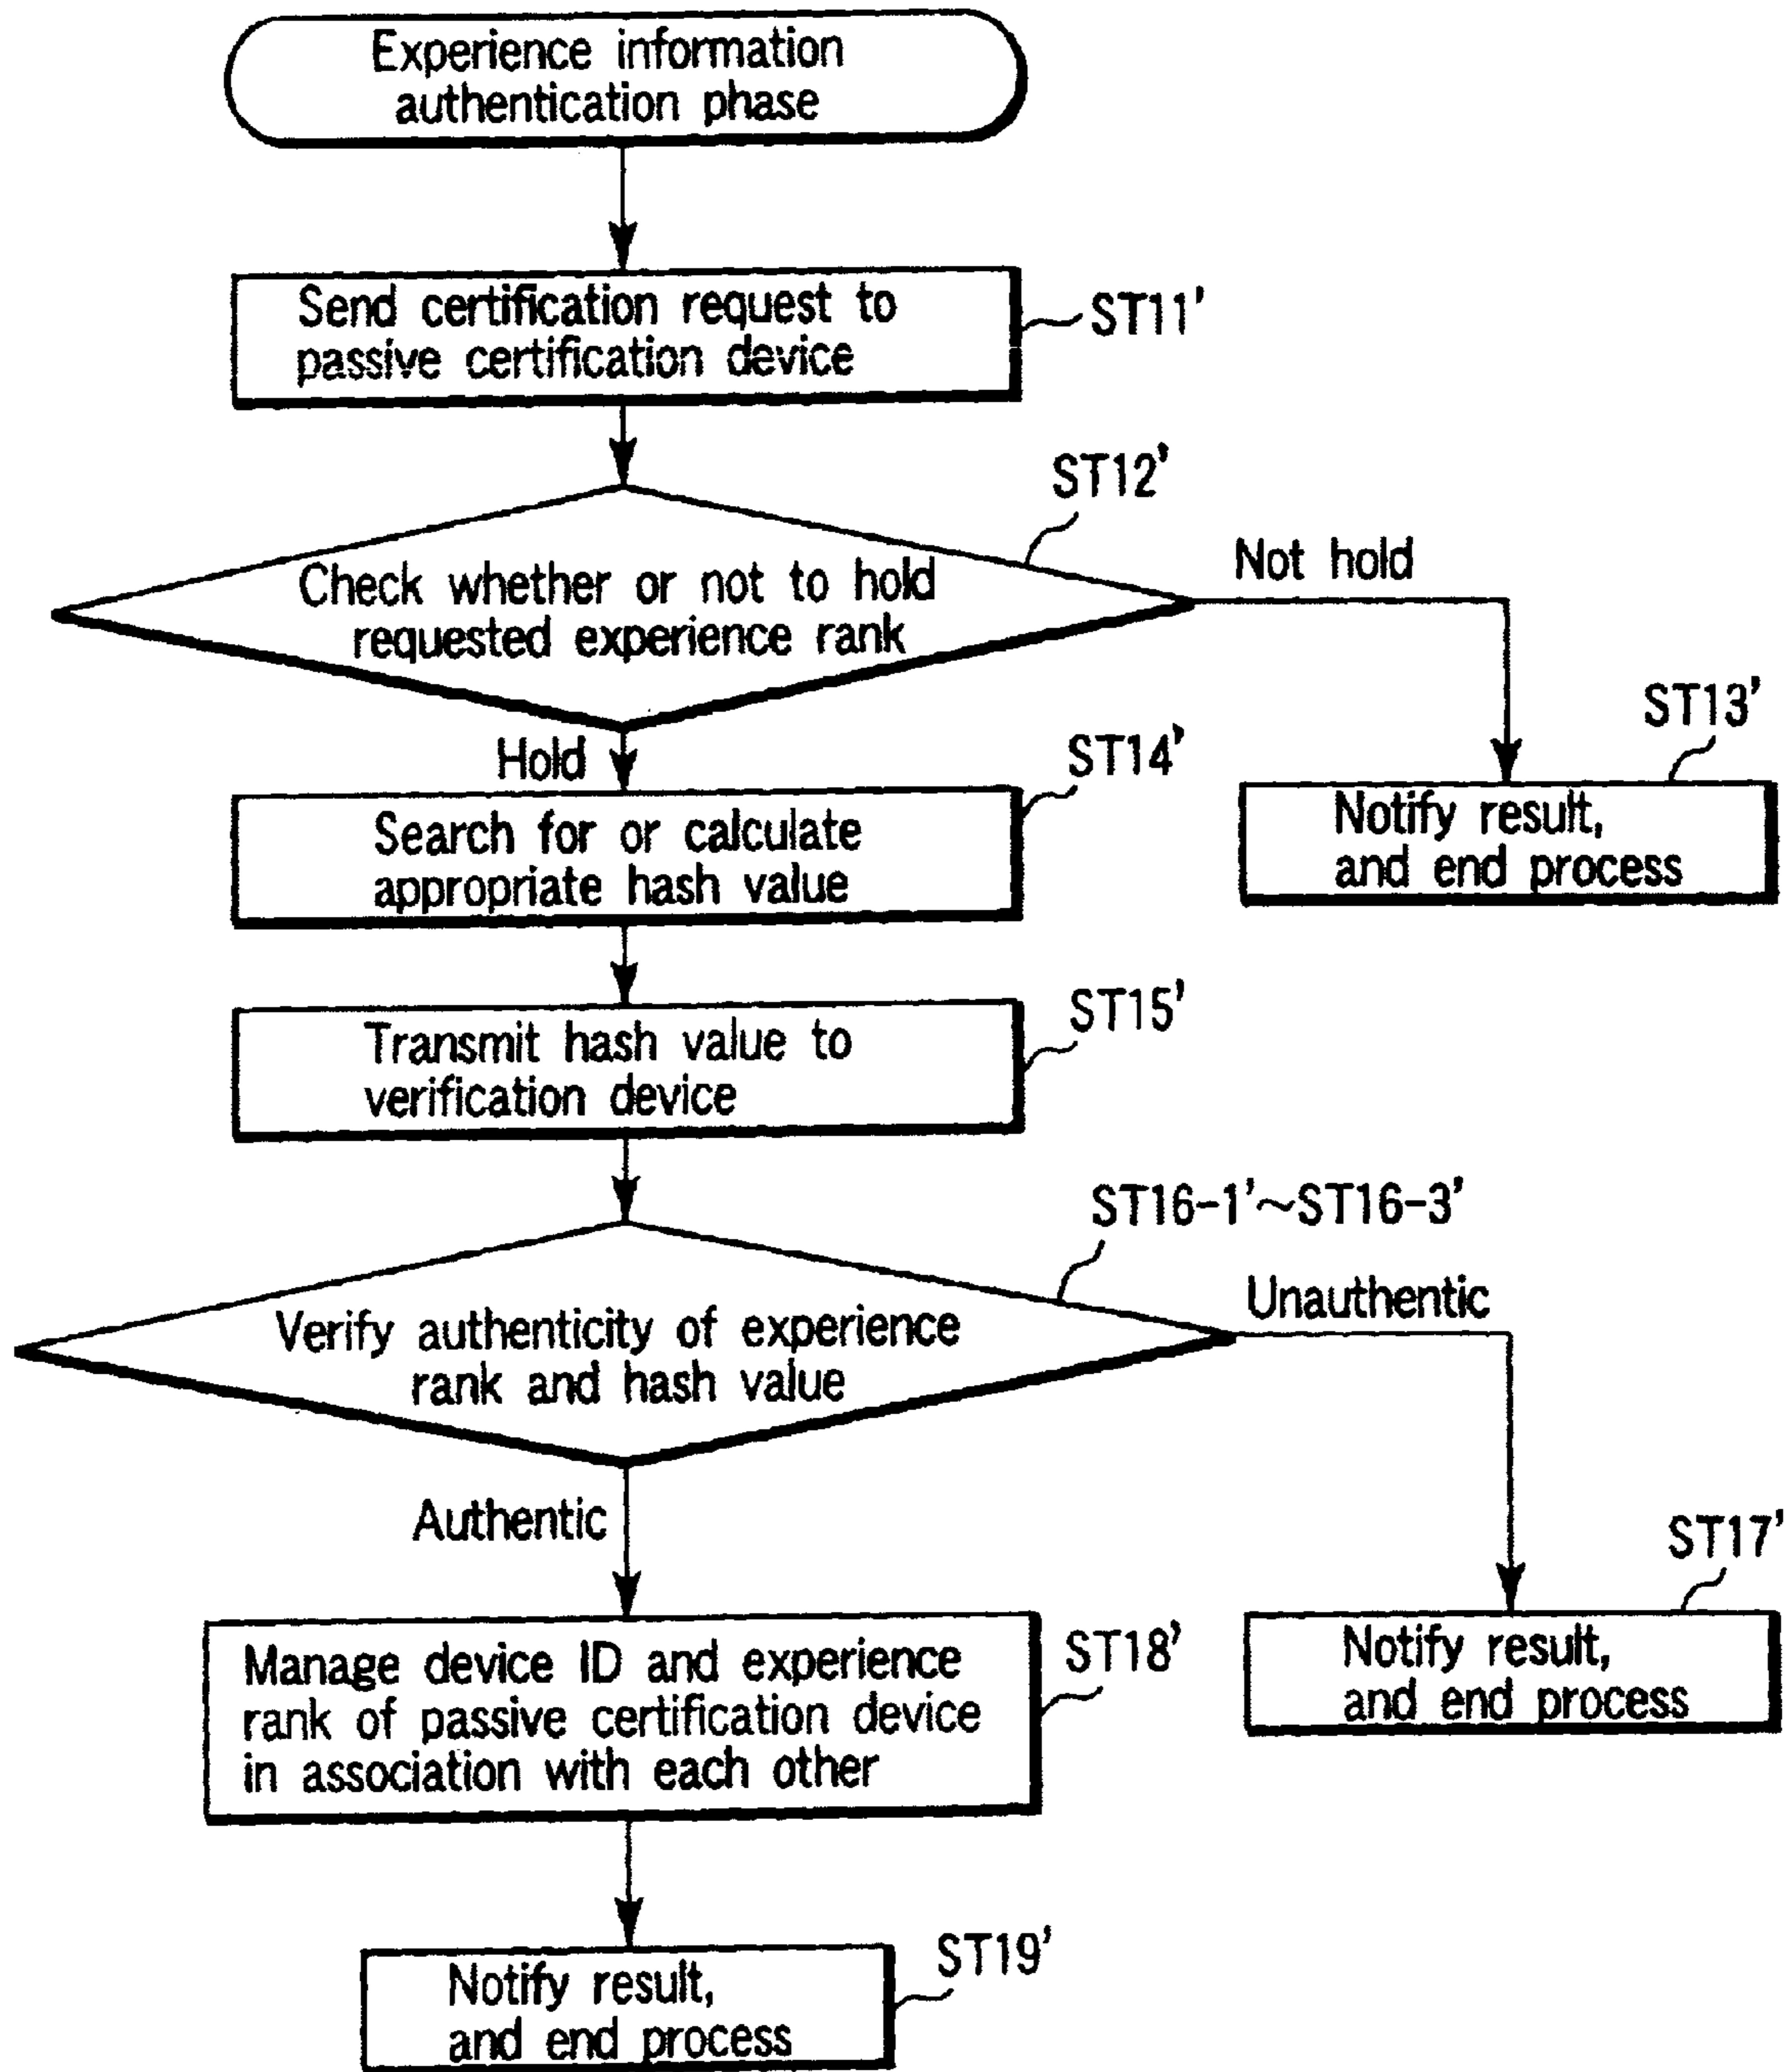 Experience information
authentication phase
Send certification request to
passive certification device
ST11'
ST12'
Check whether or not to hold
requested experience rank
Not hold
Hold
ST13'
Notify result,
and end process
ST14'
Search for or calculate
appropriate hash value
ST15'
Transmit hash value to
verification device
ST16-1'~ST16-3'
Verify authenticity of experience
rank and hash value
Unauthentic
Authentic
ST17'
Notify result,
and end process
ST18'
Manage device ID and experience
rank of passive certification device
in association with each other
ST19'
Notify result,
and end process